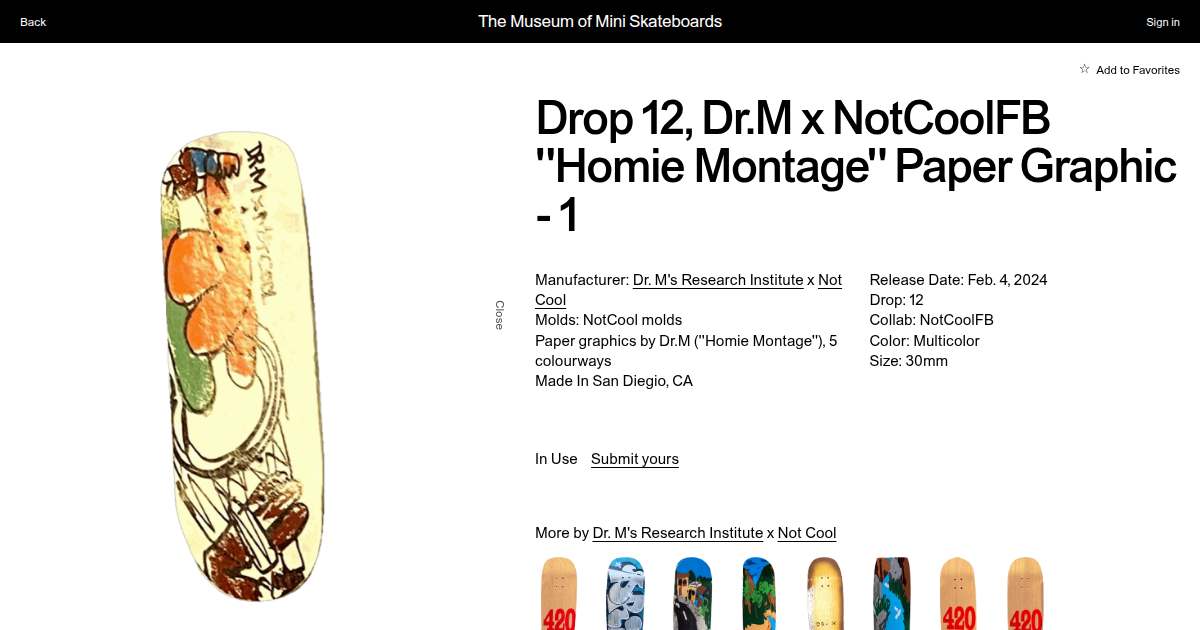 Back
The Museum of Mini Skateboards
Sign in
☆ Add to Favorites
Drop 12, Dr.M x NotCoolFB
"Homie Montage" Paper Graphic
- 1
Manufacturer: Dr. M's Research Institute x Not
Cool
Molds: NotCool molds
Paper graphics by Dr.M ("Homie Montage"), 5
colourways
Made In San Diegio, CA
Release Date: Feb. 4, 2024
Drop: 12
Collab: NotCoolFB
Color: Multicolor
Size: 30mm
Close
In Use Submit yours
More by Dr. M's Research Institute x Not Cool
DRM x
420
420
420